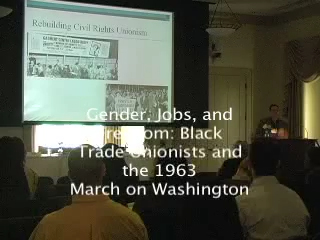 Rebuilding Civil Rights Unionism
Gender, Jobs, and
Freedom: Black
Trade Unionists and
the 1963
March on Washington